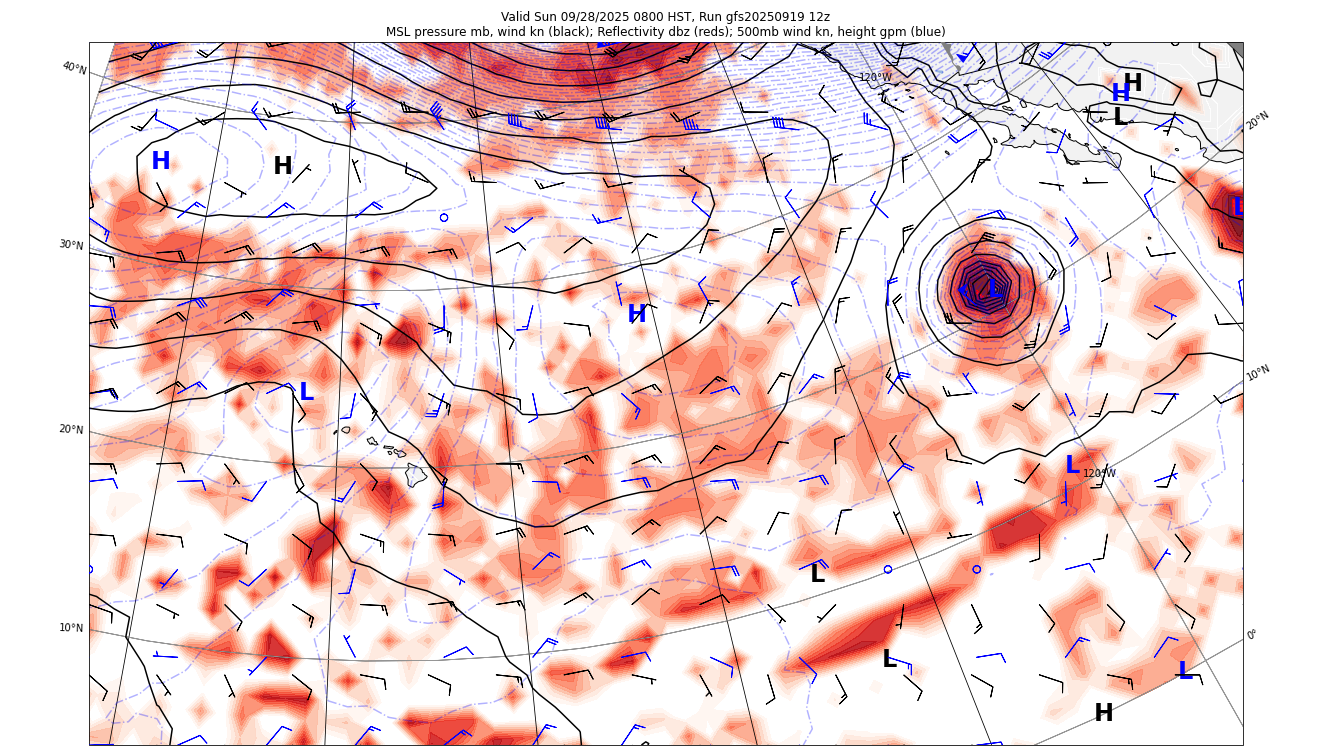 Valid Sun 09/28/2025 0800 HST, Run gfs20250919 12z
MSL pressure mb, wind kn (black); Reflectivity dbz (reds); 500mb wind kn, height gpm (blue)
40°N
120°W
H
H
L
20°N
H
H
L
30°N
L
H
10°N
L
20°N
L
120°W
L
10°N
0°
L
L
H